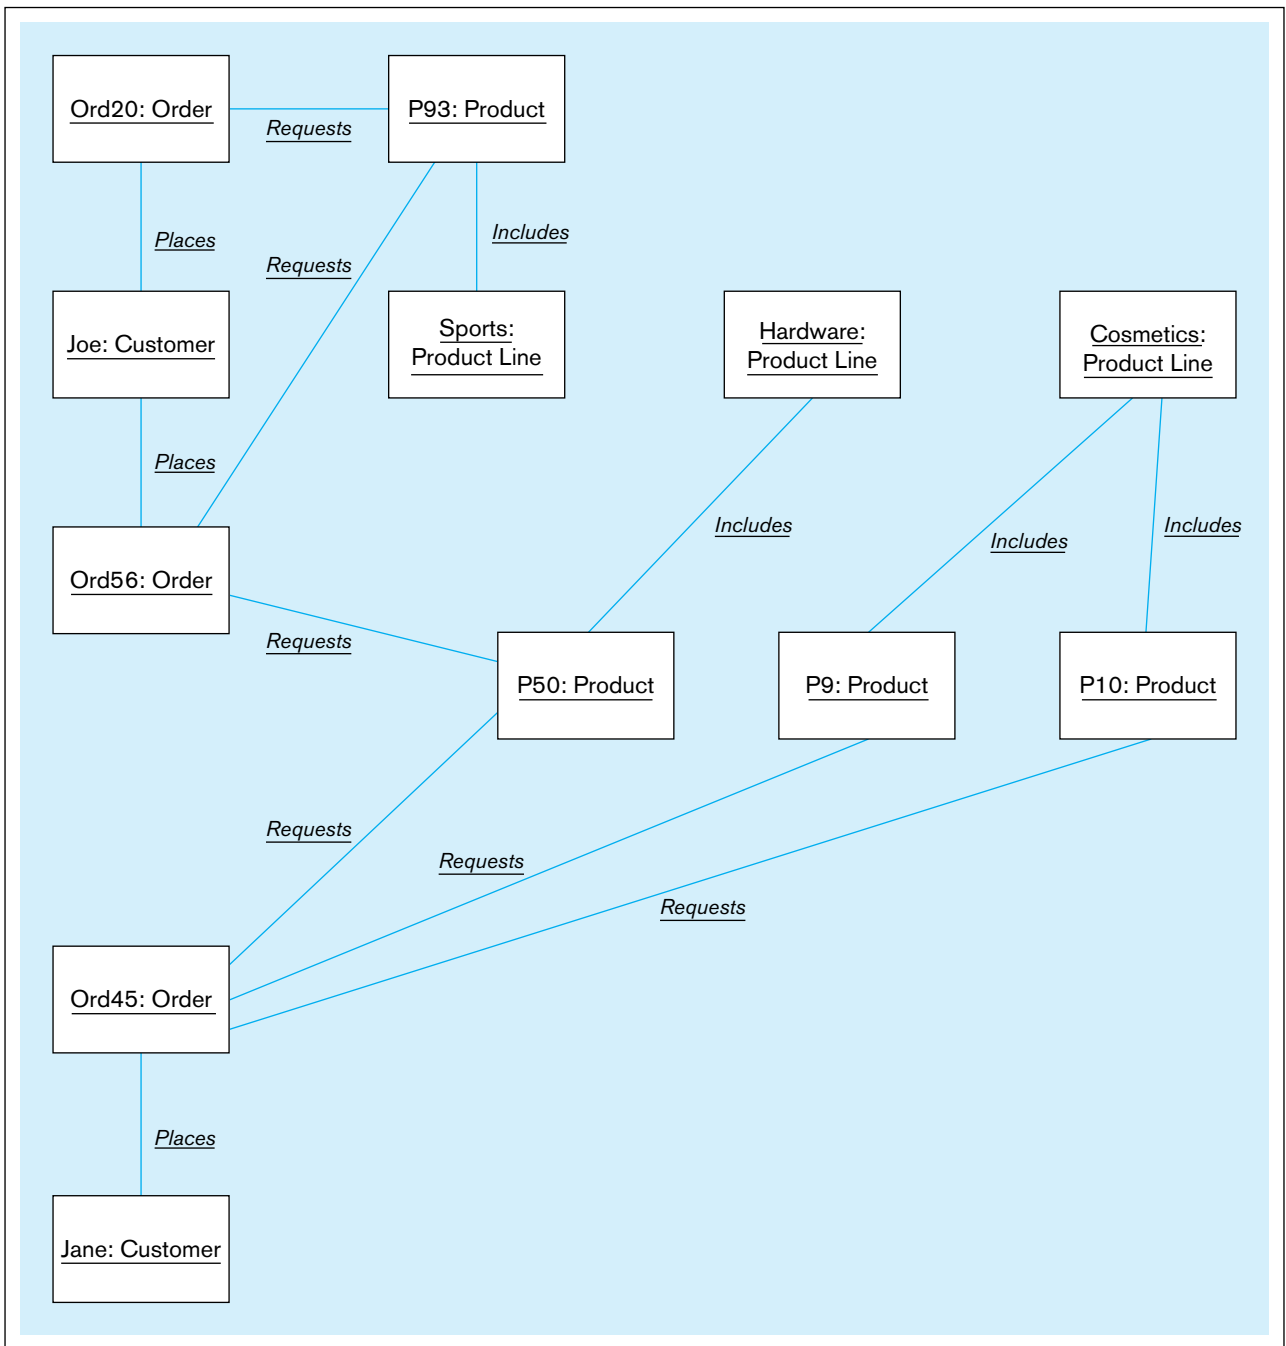 Ord20: Order
P93: Product
Requests
Places
Includes
Requests
Joe: Customer
Sports:
Product Line
Hardware:
Product Line
Cosmetics:
Product Line
Places
Includes
Includes
Includes
Ord56: Order
Requests
P50: Product
P9: Product
P10: Product
Requests
Requests
Requests
Ord45: Order
Places
Jane: Customer